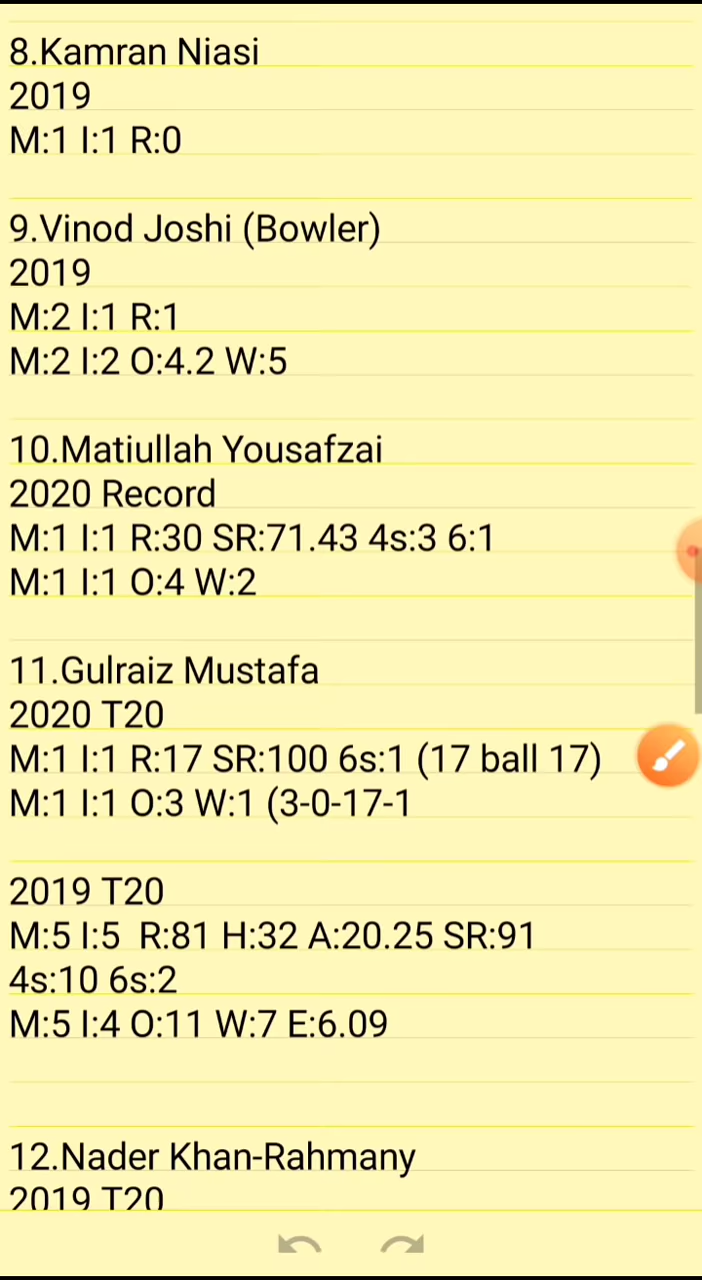 8.Kamran Niasi
2019
M:1 I:1 R:0
9.Vinod Joshi (Bowler)
2019
M:2 I:1 R:1
M:2 I:2 O:4.2 W:5
10.Matiullah Yousafzai
2020 Record
M:1 I:1 R:30 SR:71.43 4s:3 6:1
M:1 I:1 O:4 W:2
11.Gulraiz Mustafa
2020 T20
M:1 I:1 R:17 SR:100 6s:1 (17 ball 17)
M:1 I:1 O:3 W:1 (3-0-17-1
2019 T20
M:5 I:5  R:81 H:32 A:20.25 SR:91
4s:10 6s:2
M:5 I:4 O:11 W:7 E:6.09
12.Nader Khan-Rahmany
2019 T20